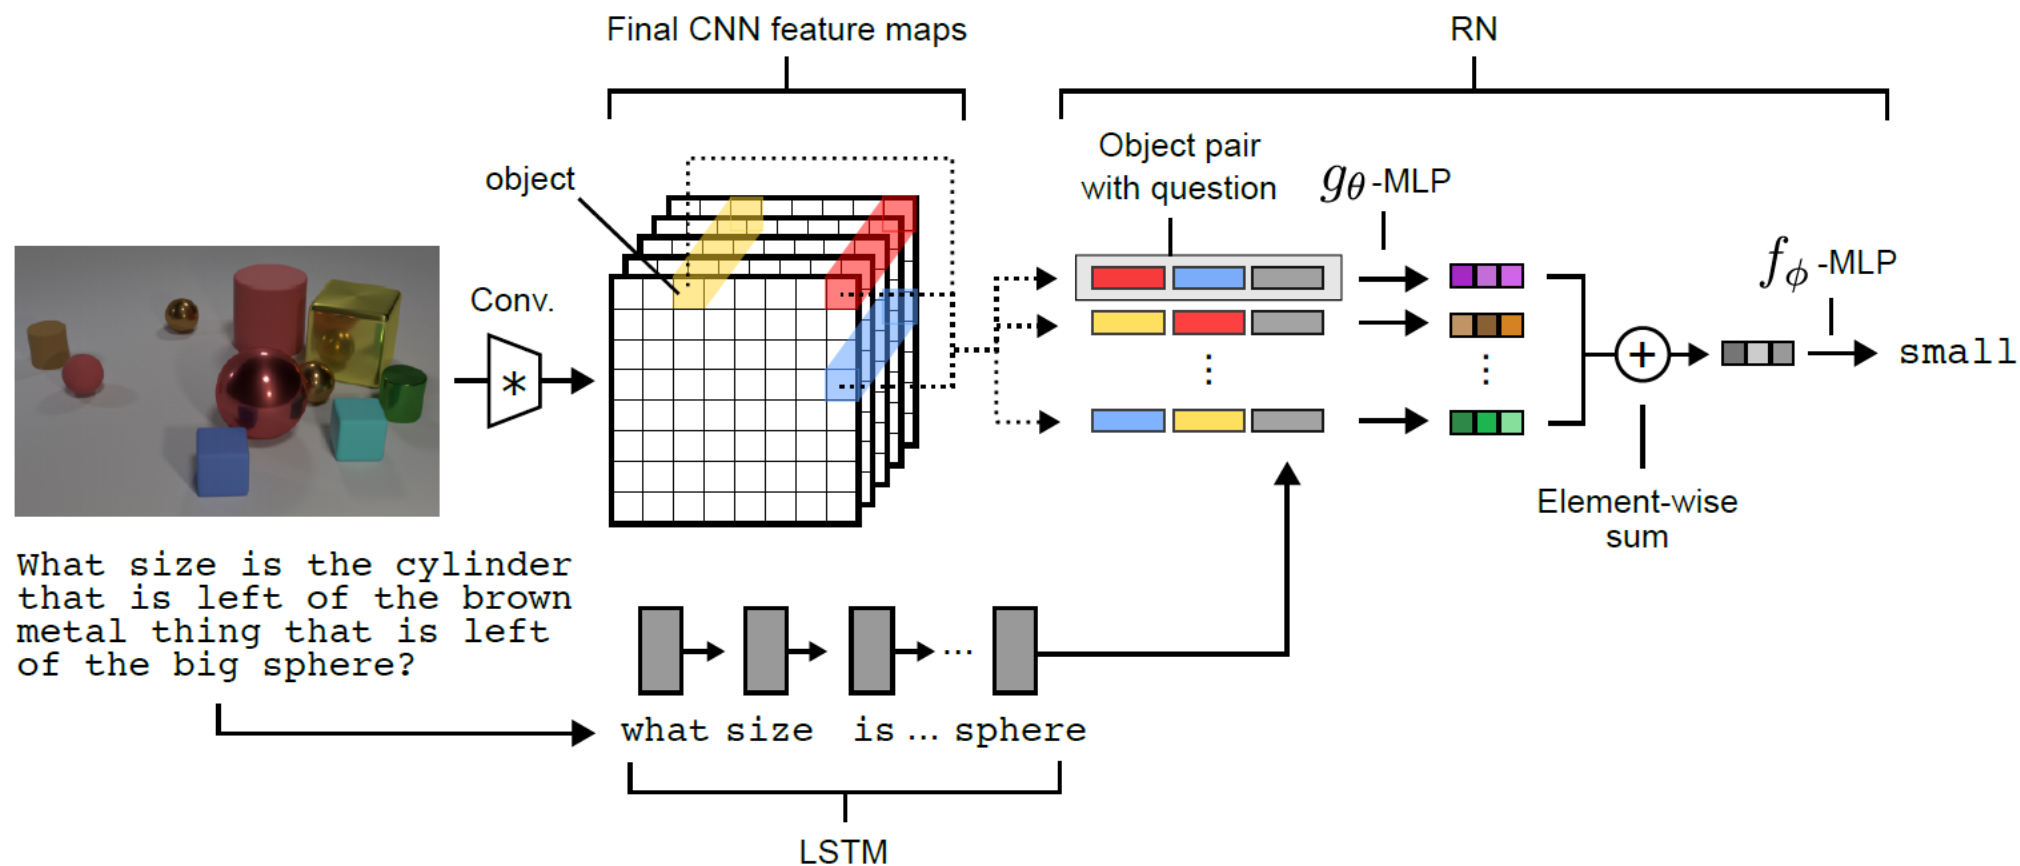 Final CNN feature maps
RN
object
Object pair
with question
gθ-MLP
fϕ-MLP
Conv.
*
+
small
Element-wise
sum
What size is the cylinder
that is left of the brown
metal thing that is left
of the big sphere?
...
what size is ... sphere
LSTM